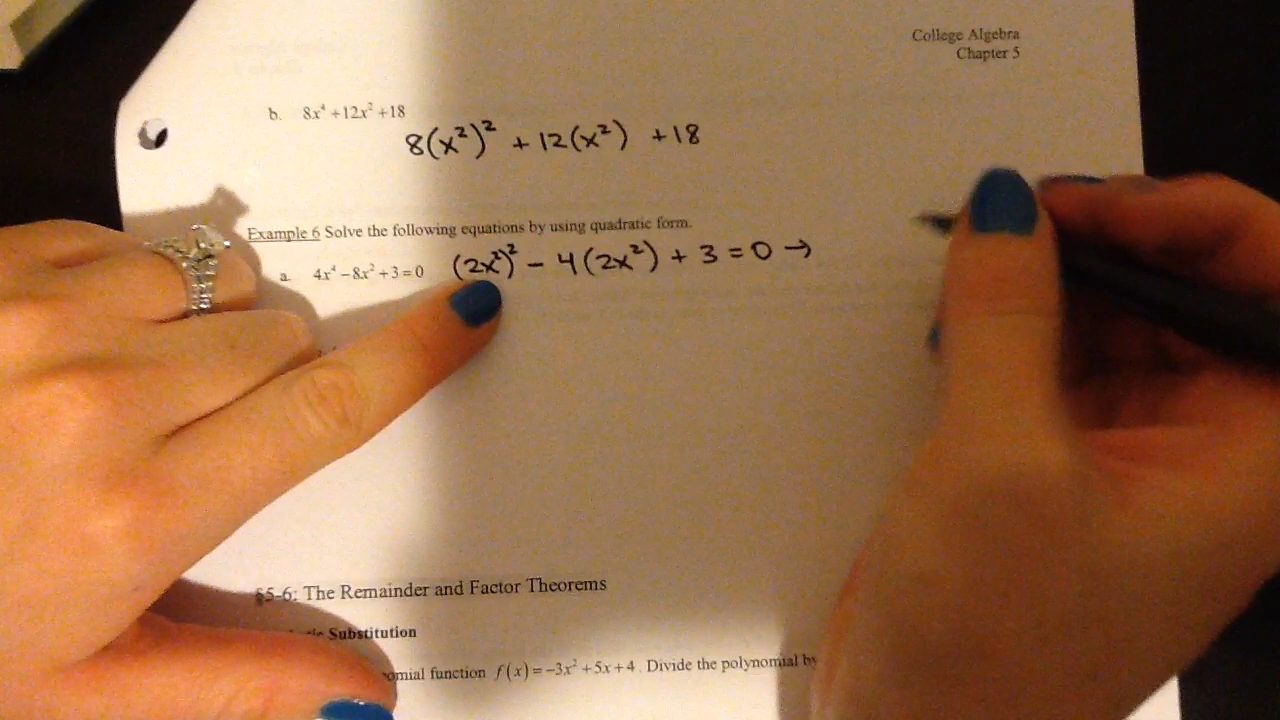 College Algebra
Chapter 5
b. 8x⁴ +12x² +18
8(x²)² + 12(x²) + 18
Example 6 Solve the following equations by using quadratic form.
a. 4x⁴ − 8x² + 3 = 0 (2x²)² − 4(2x²) + 3 = 0 →
§5-6: The Remainder and Factor Theorems
Substitution
function f(x) = −3x² + 5x + 4 . Divide the polynomial by